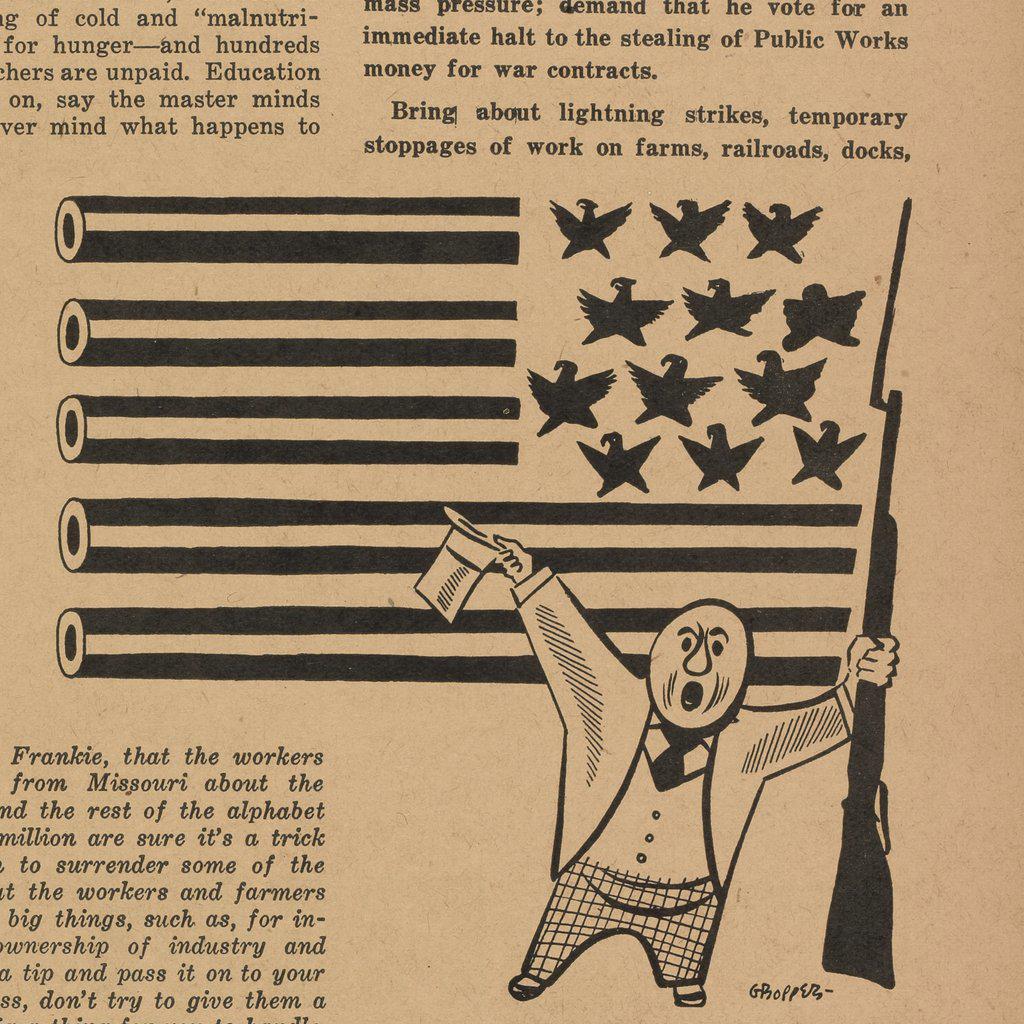 ng of cold and "malnutri-
for hunger—and hundreds
chers are unpaid. Education
on, say the master minds
ver mind what happens to
mass pressure; demand that he vote for an
immediate halt to the stealing of Public Works
money for war contracts.
Bring about lightning strikes, temporary
stoppages of work on farms, railroads, docks,
Frankie, that the workers
from Missouri about the
nd the rest of the alphabet
million are sure it's a trick
to surrender some of the
ut the workers and farmers
big things, such as, for in-
ownership of industry and
a tip and pass it on to your
ss, don't try to give them a
GROPPER-